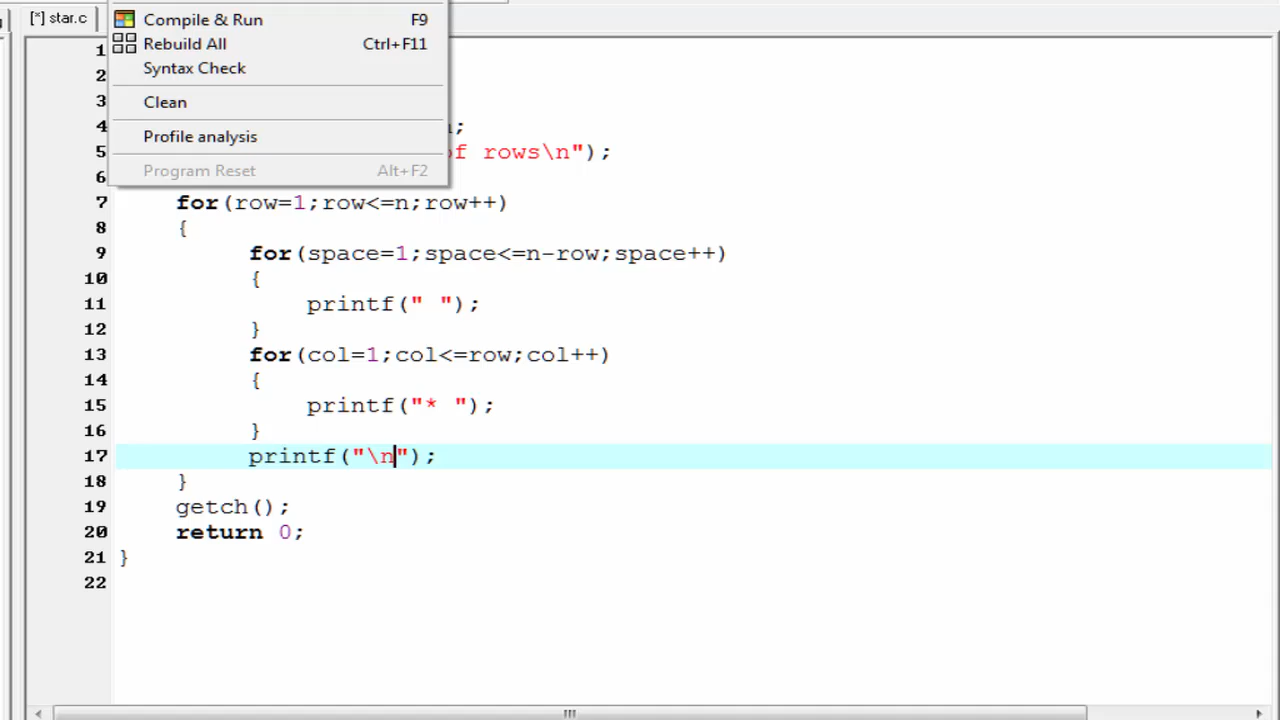 [*] star.c
Compile & Run F9
Rebuild All Ctrl+F11
Syntax Check
Clean
Profile analysis
Program Reset Alt+F2
1
2
3
4 ;
5 of rows\n");
6
7 for(row=1;row<=n;row++)
8 {
9 for(space=1;space<=n-row;space++)
10 {
11 printf(" ");
12 }
13 for(col=1;col<=row;col++)
14 {
15 printf("* ");
16 }
17 printf("\n");
18 }
19 getch();
20 return 0;
21 }
22